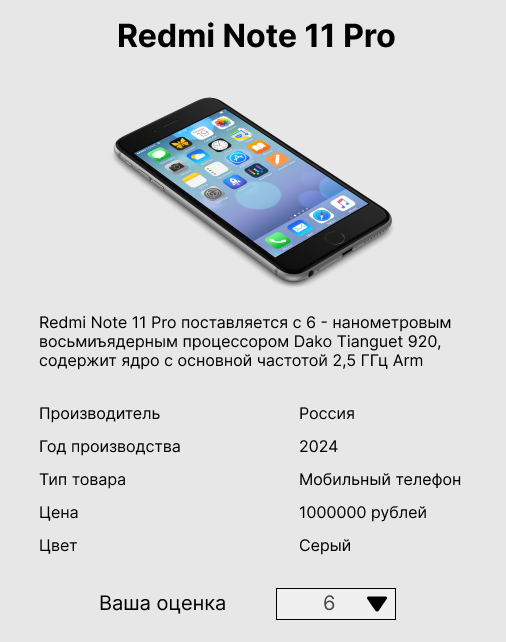 Redmi Note 11 Pro
Redmi Note 11 Pro поставляется с 6 - нанометровым
восьмиъядерным процессором Dako Tianguet 920,
содержит ядро с основной частотой 2,5 ГГц Arm
Производитель Россия
Год производства 2024
Тип товара Мобильный телефон
Цена 1000000 рублей
Цвет Серый
Ваша оценка 6